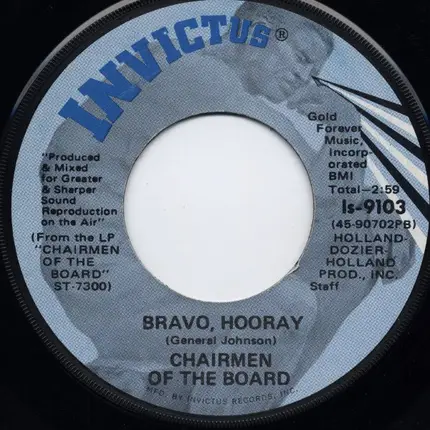 INVICTUS®
"Produced
& Mixed
for Greater
& Sharper
Sound
Reproduction
on the Air"
(From the LP
"CHAIRMEN
OF THE
BOARD"
ST-7300)
Gold
Forever
Music,
Incorp-
orated
BMI
Total–2:59
Is-9103
(45-90702PB)
HOLLAND-
DOZIER-
HOLLAND
PROD., INC.
Staff
BRAVO, HOORAY
(General Johnson)
CHAIRMEN
OF THE BOARD
MFD. BY INVICTUS RECORDS, INC.